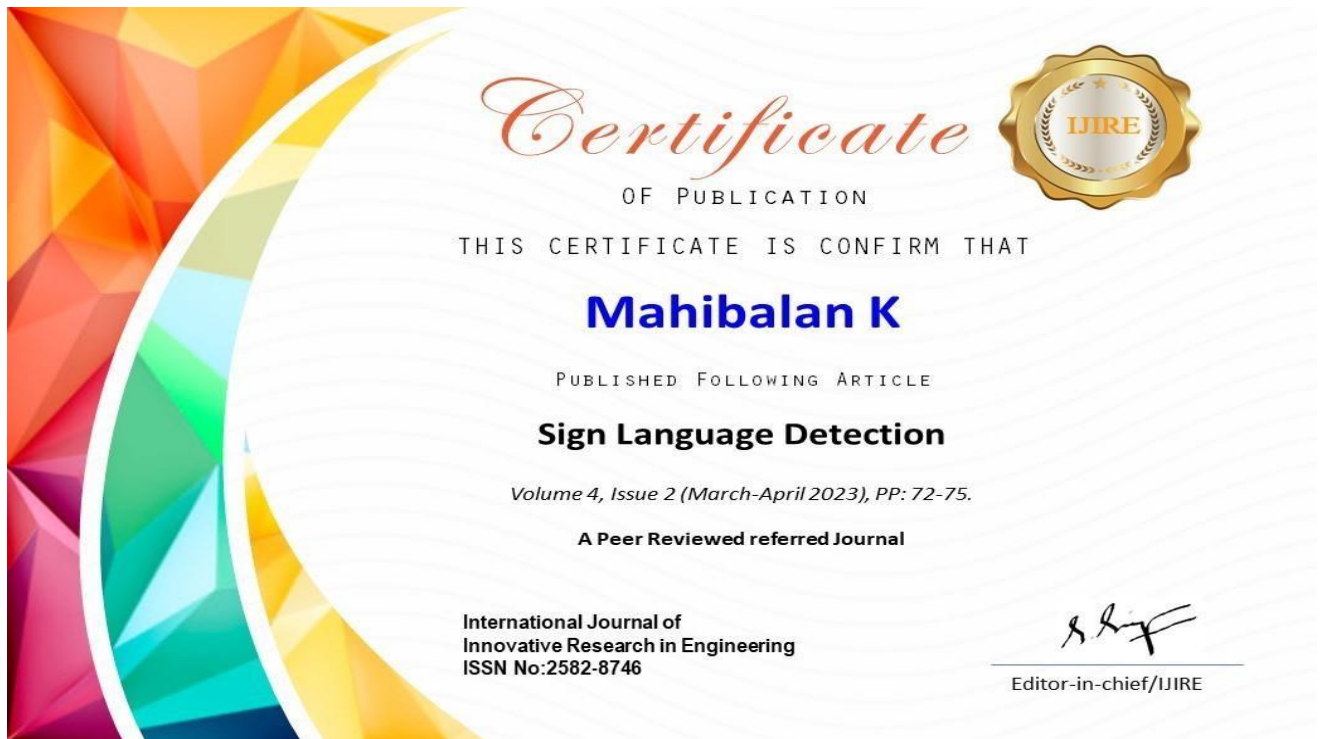 Certificate
IJIRE
OF PUBLICATION
THIS CERTIFICATE IS CONFIRM THAT
Mahibalan K
PUBLISHED FOLLOWING ARTICLE
Sign Language Detection
Volume 4, Issue 2 (March-April 2023), PP: 72-75.
A Peer Reviewed referred Journal
International Journal of
Innovative Research in Engineering
ISSN No:2582-8746
Editor-in-chief/IJIRE